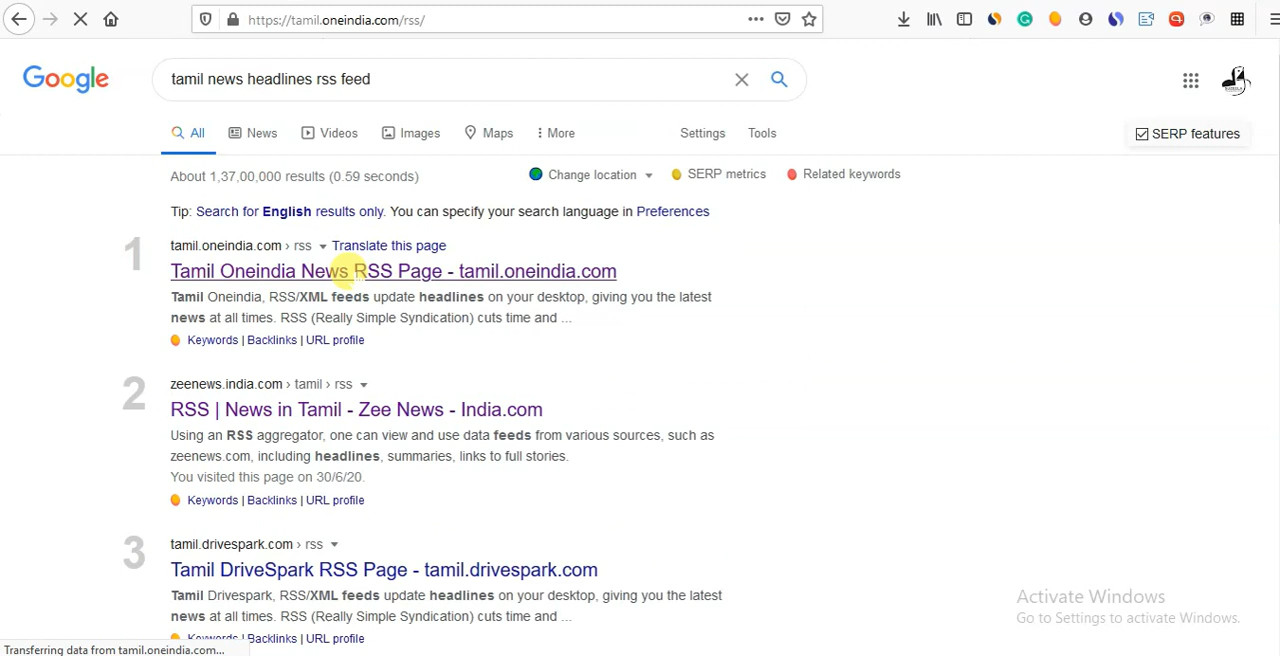 https://tamil.oneindia.com/rss/
Google
tamil news headlines rss feed
All News Videos Images Maps More Settings Tools
SERP features
About 1,37,00,000 results (0.59 seconds)
Change location SERP metrics Related keywords
Tip: Search for English results only. You can specify your search language in Preferences
1
tamil.oneindia.com › rss Translate this page
Tamil Oneindia News RSS Page - tamil.oneindia.com
Tamil Oneindia, RSS/XML feeds update headlines on your desktop, giving you the latest
news at all times. RSS (Really Simple Syndication) cuts time and ...
Keywords | Backlinks | URL profile
2
zeenews.india.com › tamil › rss
RSS | News in Tamil - Zee News - India.com
Using an RSS aggregator, one can view and use data feeds from various sources, such as
zeenews.com, including headlines, summaries, links to full stories.
You visited this page on 30/6/20.
Keywords | Backlinks | URL profile
3
tamil.drivespark.com › rss
Tamil DriveSpark RSS Page - tamil.drivespark.com
Tamil Drivespark, RSS/XML feeds update headlines on your desktop, giving you the latest
news at all times. RSS (Really Simple Syndication) cuts time and ...
Keywords | Backlinks | URL profile
Activate Windows
Go to Settings to activate Windows.
Transferring data from tamil.oneindia.com...